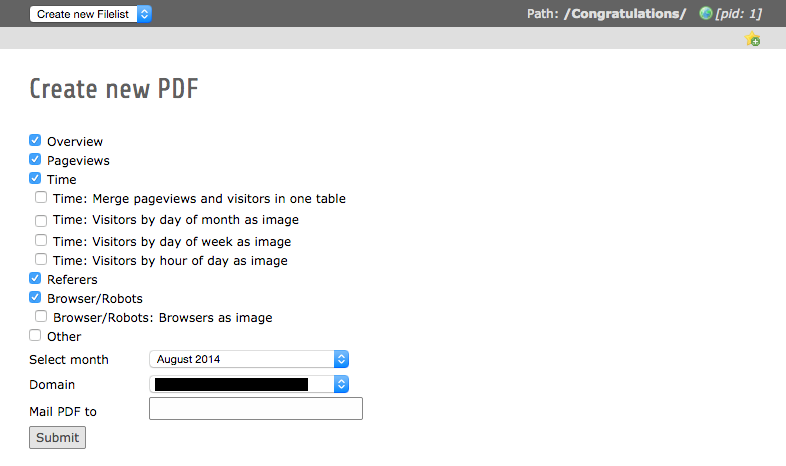 Create new Filelist
Path: /Congratulations/ [pid: 1]
Create new PDF
Overview
Pageviews
Time
Time: Merge pageviews and visitors in one table
Time: Visitors by day of month as image
Time: Visitors by day of week as image
Time: Visitors by hour of day as image
Referers
Browser/Robots
Browser/Robots: Browsers as image
Other
Select month August 2014
Domain
Mail PDF to
Submit